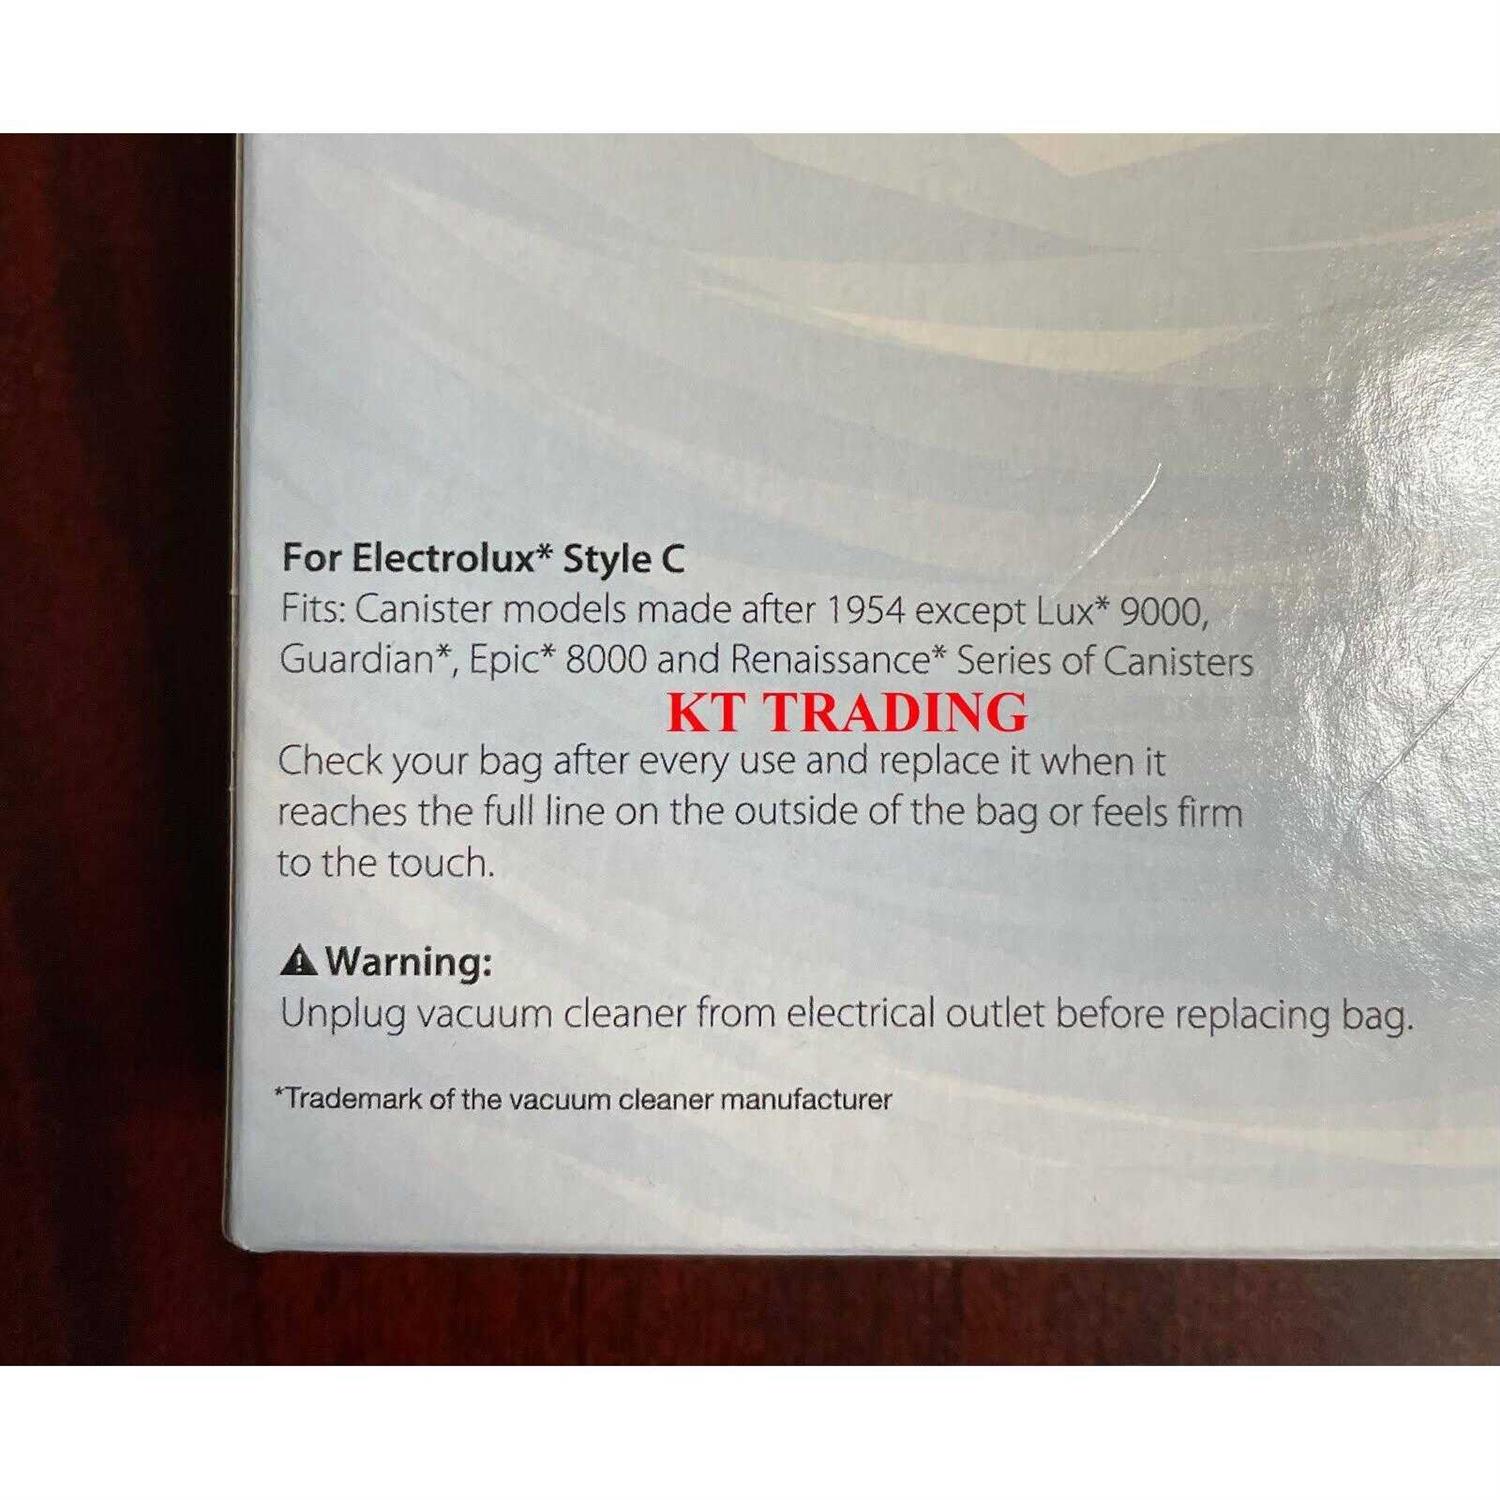 For Electrolux* Style C
Fits: Canister models made after 1954 except Lux* 9000,
Guardian*, Epic* 8000 and Renaissance* Series of Canisters
KT TRADING
Check your bag after every use and replace it when it
reaches the full line on the outside of the bag or feels firm
to the touch.
⚠ Warning:
Unplug vacuum cleaner from electrical outlet before replacing bag.
*Trademark of the vacuum cleaner manufacturer